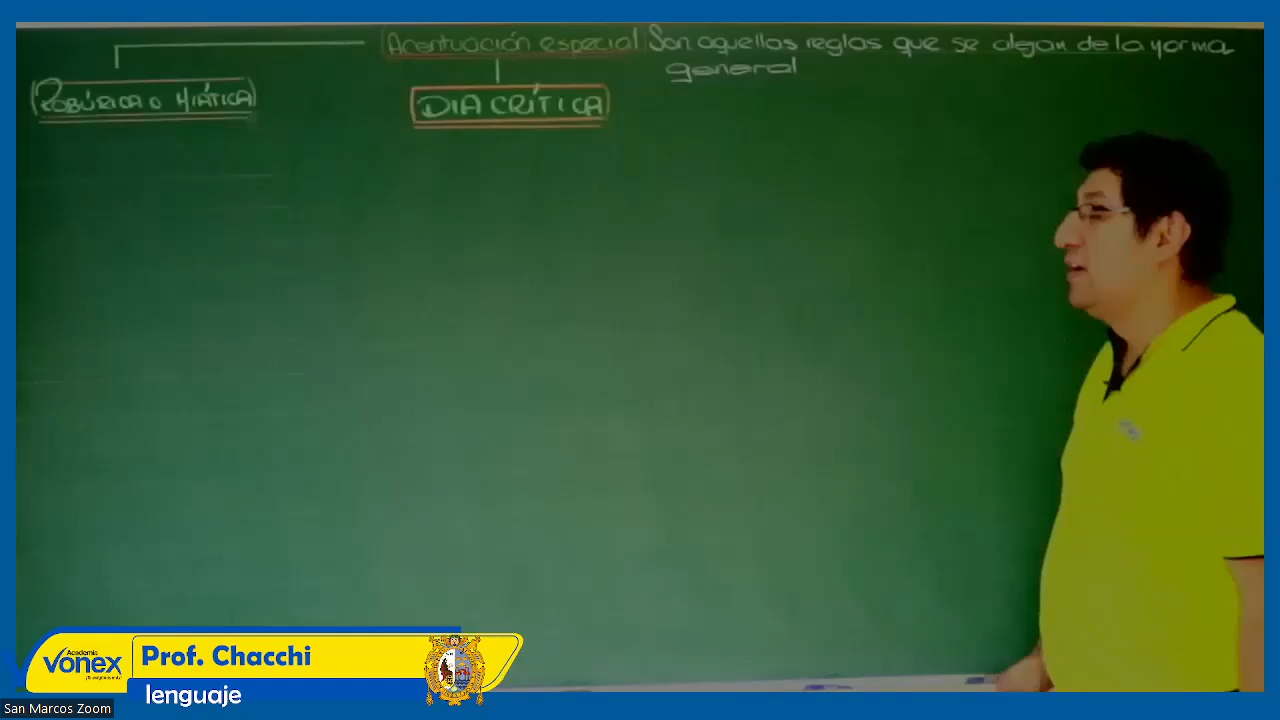 Acentuación especial Son aquellos reglas que se alejan de la norma
general
Robúrica o Hiática
DIACRÍTICA
Academia
vonex
Prof. Chacchi
lenguaje
San Marcos Zoom